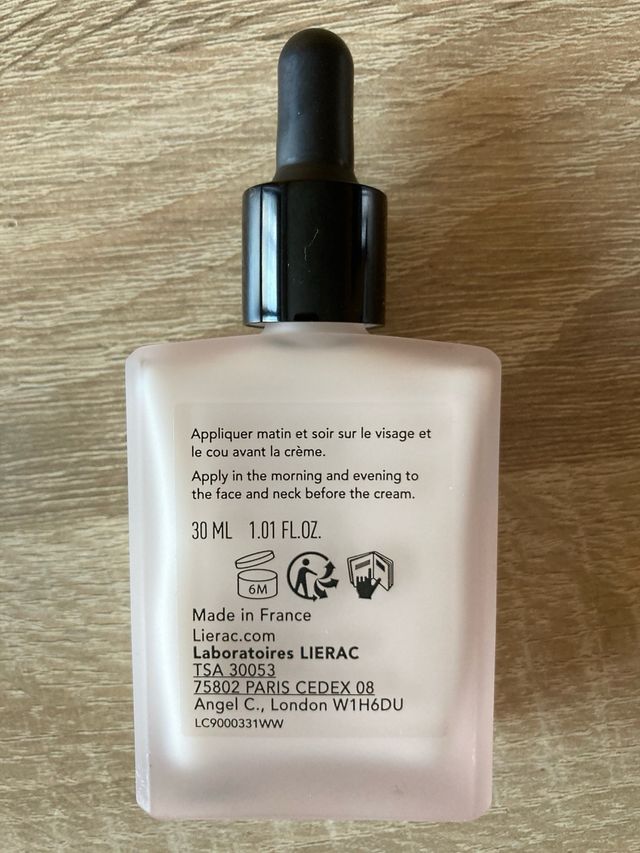 Appliquer matin et soir sur le visage et
le cou avant la crème.
Apply in the morning and evening to
the face and neck before the cream.
30 ML 1.01 FL.OZ.
6M
Made in France
Lierac.com
Laboratoires LIERAC
TSA 30053
75802 PARIS CEDEX 08
Angel C., London W1H6DU
LC9000331WW